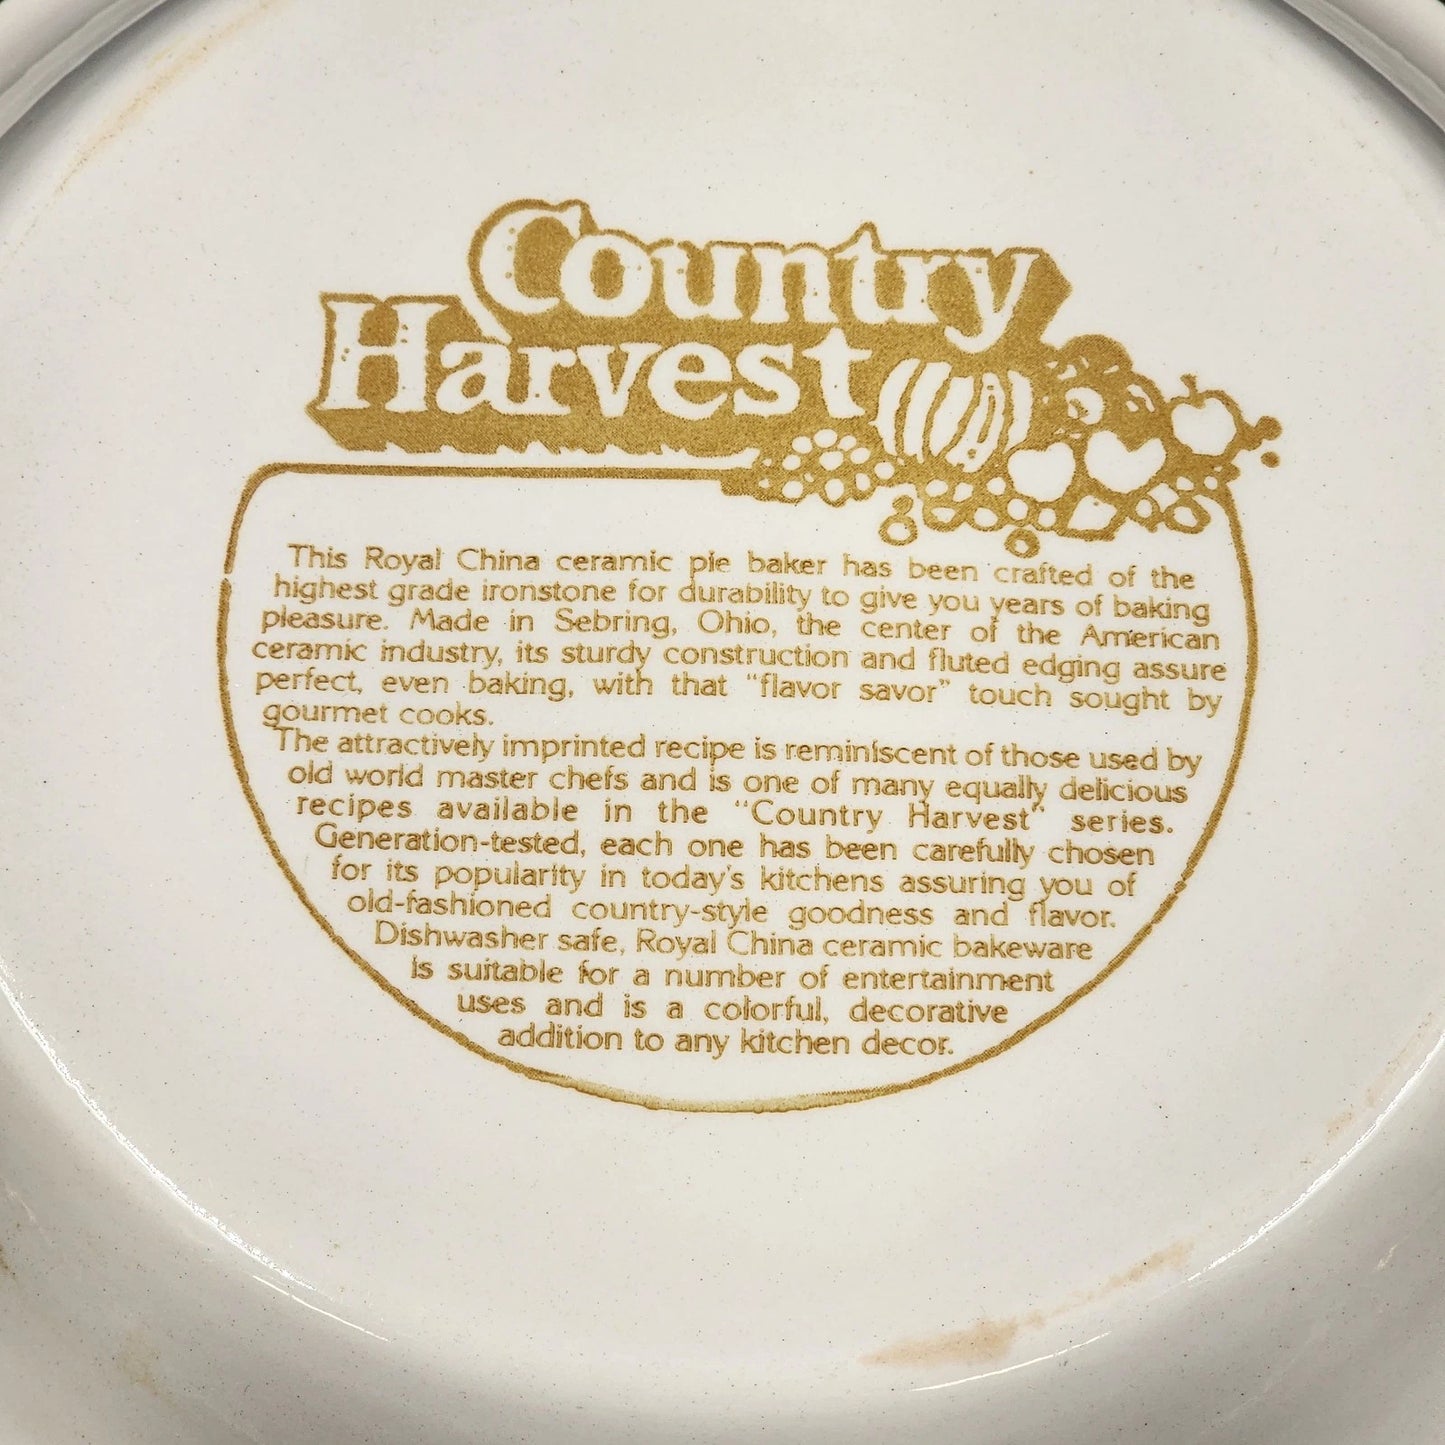 Country
Harvest
This Royal China ceramic pie baker has been crafted of the
highest grade ironstone for durability to give you years of baking
pleasure. Made in Sebring, Ohio, the center of the American
ceramic industry, its sturdy construction and fluted edging assure
perfect, even baking, with that "flavor savor" touch sought by
gourmet cooks.
The attractively imprinted recipe is reminiscent of those used by
old world master chefs and is one of many equally delicious
recipes available in the "Country Harvest" series.
Generation-tested, each one has been carefully chosen
for its popularity in today's kitchens assuring you of
old-fashioned country-style goodness and flavor.
Dishwasher safe, Royal China ceramic bakeware
is suitable for a number of entertainment
uses and is a colorful, decorative
addition to any kitchen decor.